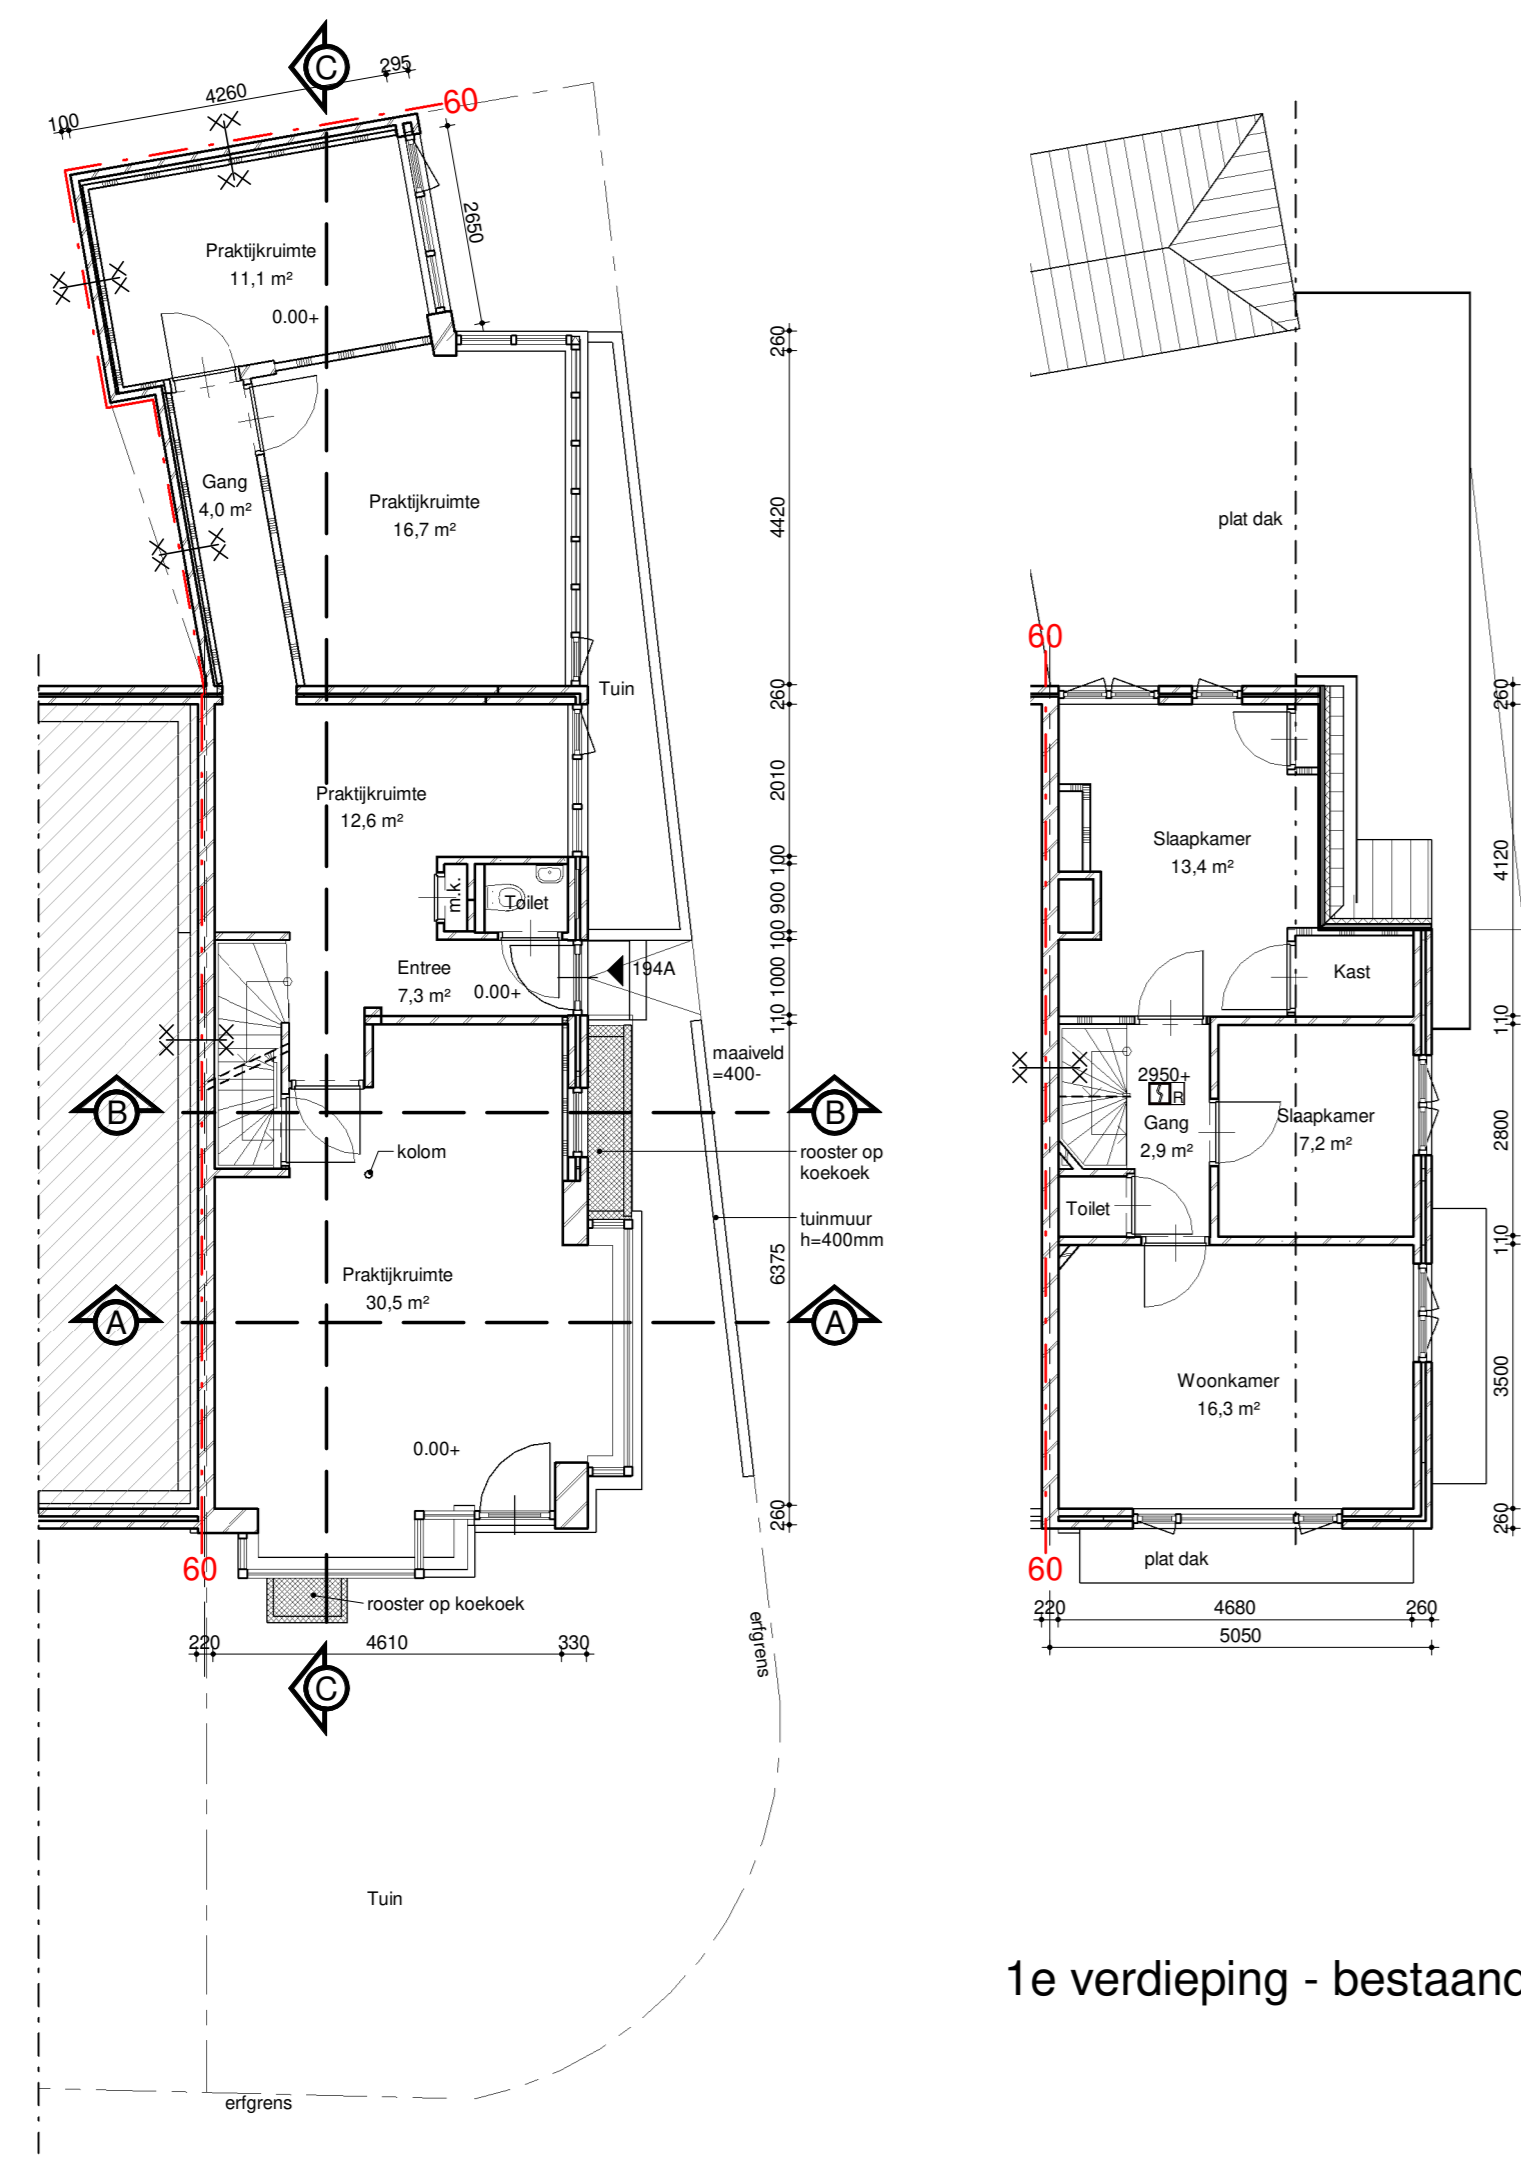 C
295
4260
100
60
2650
Praktijkruimte
11,1 m²
0.00+
260
Gang
4,0 m²
Praktijkruimte
16,7 m²
4420
Tuin
260
Praktijkruimte
12,6 m²
2010
100
m.k.
Toilet
900
100
Entree
7,3 m²
0.00+
194A
1000
110
maaiveld
=400-
B
B
kolom
rooster op
koekoek
tuinmuur
h=400mm
6375
Praktijkruimte
30,5 m²
A
A
0.00+
260
60
rooster op koekoek
220
4610
330
C
erfgrens
Tuin
erfgrens
plat dak
60
260
Slaapkamer
13,4 m²
4120
Kast
110
2950+
R
Gang
2,9 m²
Slaapkamer
7,2 m²
2800
Toilet
110
Woonkamer
16,3 m²
3500
260
60
plat dak
220
4680
260
5050
1e verdieping - bestaand